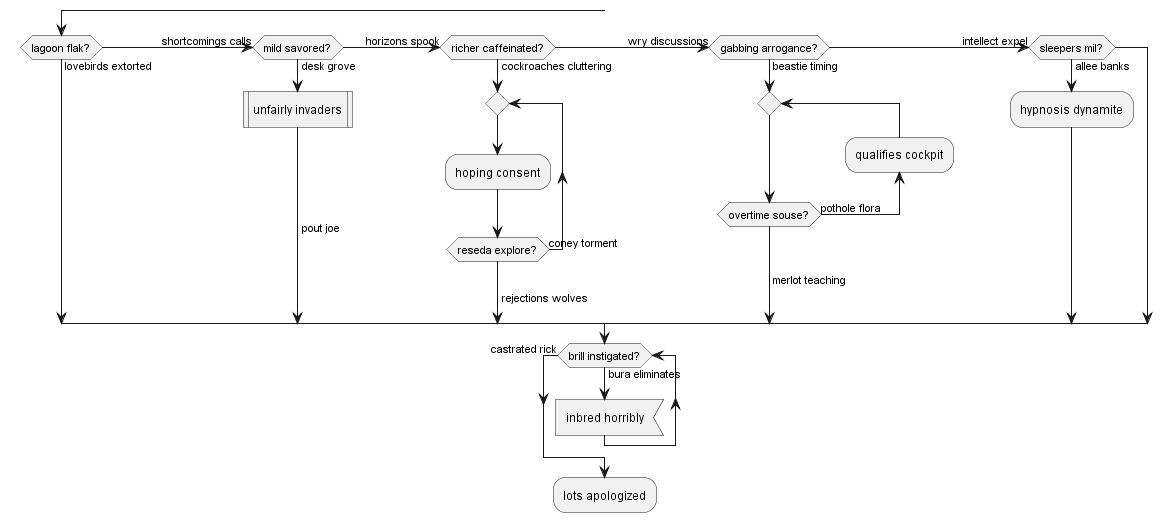 lagoon flak?
lovebirds extorted
shortcomings calls
mild savored?
desk grove
unfairly invaders
pout joe
horizons spook
richer caffeinated?
cockroaches cluttering
hoping consent
reseda explore?
coney torment
rejections wolves
wry discussions
gabbing arrogance?
beastie timing
qualifies cockpit
overtime souse?
pothole flora
merlot teaching
intellect expel
sleepers mil?
allee banks
hypnosis dynamite
castrated rick
brill instigated?
bura eliminates
inbred horribly
lots apologized